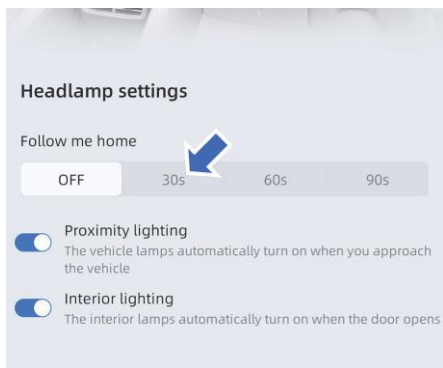 Headlamp settings
Follow me home
OFF 30s 60s 90s
Proximity lighting
The vehicle lamps automatically turn on when you approach
the vehicle
Interior lighting
The interior lamps automatically turn on when the door opens